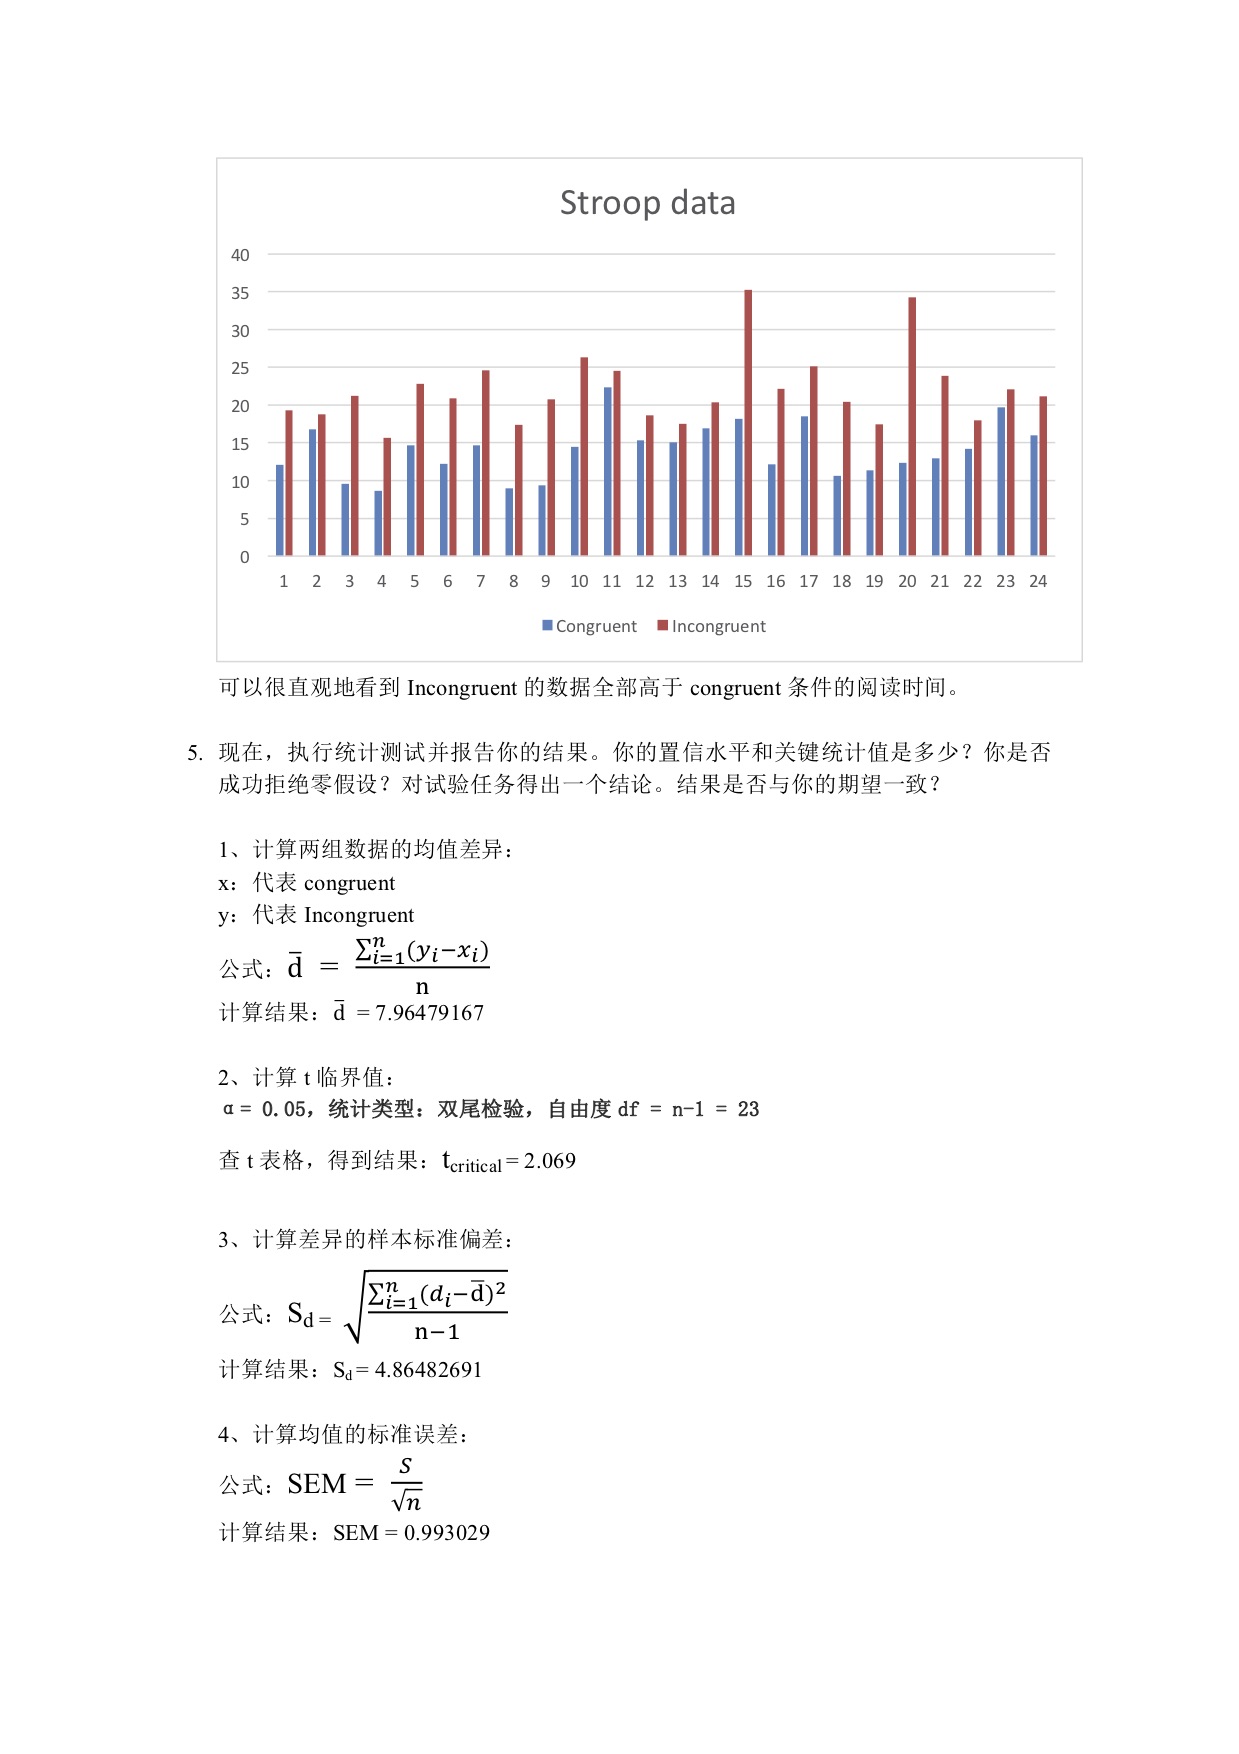 Stroop data
40
35
30
25
20
15
10
5
0
1 2 3 4 5 6 7 8 9 10 11 12 13 14 15 16 17 18 19 20 21 22 23 24
Congruent Incongruent
可以很直观地看到 Incongruent 的数据全部高于 congruent 条件的阅读时间。
5. 现在，执行统计测试并报告你的结果。你的置信水平和关键统计值是多少？你是否
成功拒绝零假设？对试验任务得出一个结论。结果是否与你的期望一致？
1、计算两组数据的均值差异：
x：代表 congruent
y：代表 Incongruent
公式：d̄ = ∑ⁿᵢ₌₁(yᵢ−xᵢ) / n
计算结果：d̄ = 7.96479167
2、计算 t 临界值：
α= 0.05，统计类型：双尾检验，自由度 df = n-1 = 23
查 t 表格，得到结果：tcritical = 2.069
3、计算差异的样本标准偏差：
公式：Sd = √(∑ⁿᵢ₌₁(dᵢ−d̄)² / n−1)
计算结果：Sd = 4.86482691
4、计算均值的标准误差：
公式：SEM = S / √n
计算结果：SEM = 0.993029